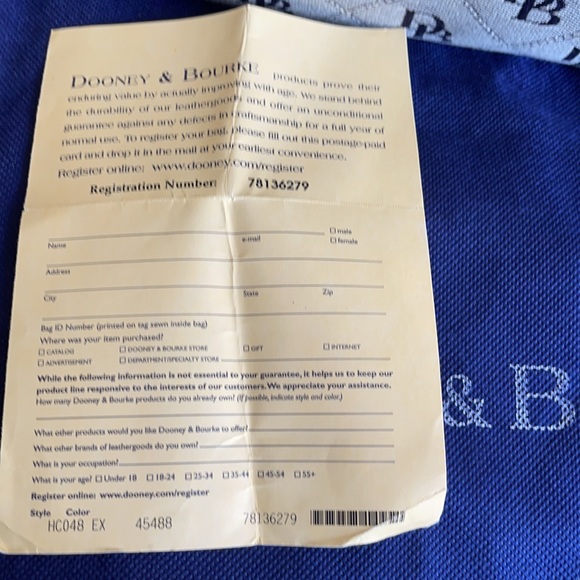 DOONEY & BOURKE products prove their
enduring value by actually improving with age. We stand behind
the durability of our leathergoods and offer an unconditional
guarantee against any defects in craftsmanship for a full year of
normal use. To register your bag, please fill out this postage-paid
card and drop it in the mail at your earliest convenience.
Register online: www.dooney.com/register
Registration Number: 78136279
Name e-mail ☐ male
☐ female
Address
City State Zip
Bag ID Number (printed on tag sewn inside bag)
Where was your item purchased?
☐ CATALOG ☐ DOONEY & BOURKE STORE ☐ GIFT ☐ INTERNET
☐ ADVERTISEMENT ☐ DEPARTMENT/SPECIALTY STORE
While the following information is not essential to your guarantee, it helps us to keep our
product line responsive to the interests of our customers. We appreciate your assistance.
How many Dooney & Bourke products do you already own? (If possible, indicate style and color.)
What other products would you like Dooney & Bourke to offer?
What other brands of leathergoods do you own?
What is your occupation?
What is your age? ☐ Under 18 ☐ 18-24 ☐ 25-34 ☐ 35-44 ☐ 45-54 ☐ 55+
Register online: www.dooney.com/register
Style Color
HC048 EX 45488 78136279
& B